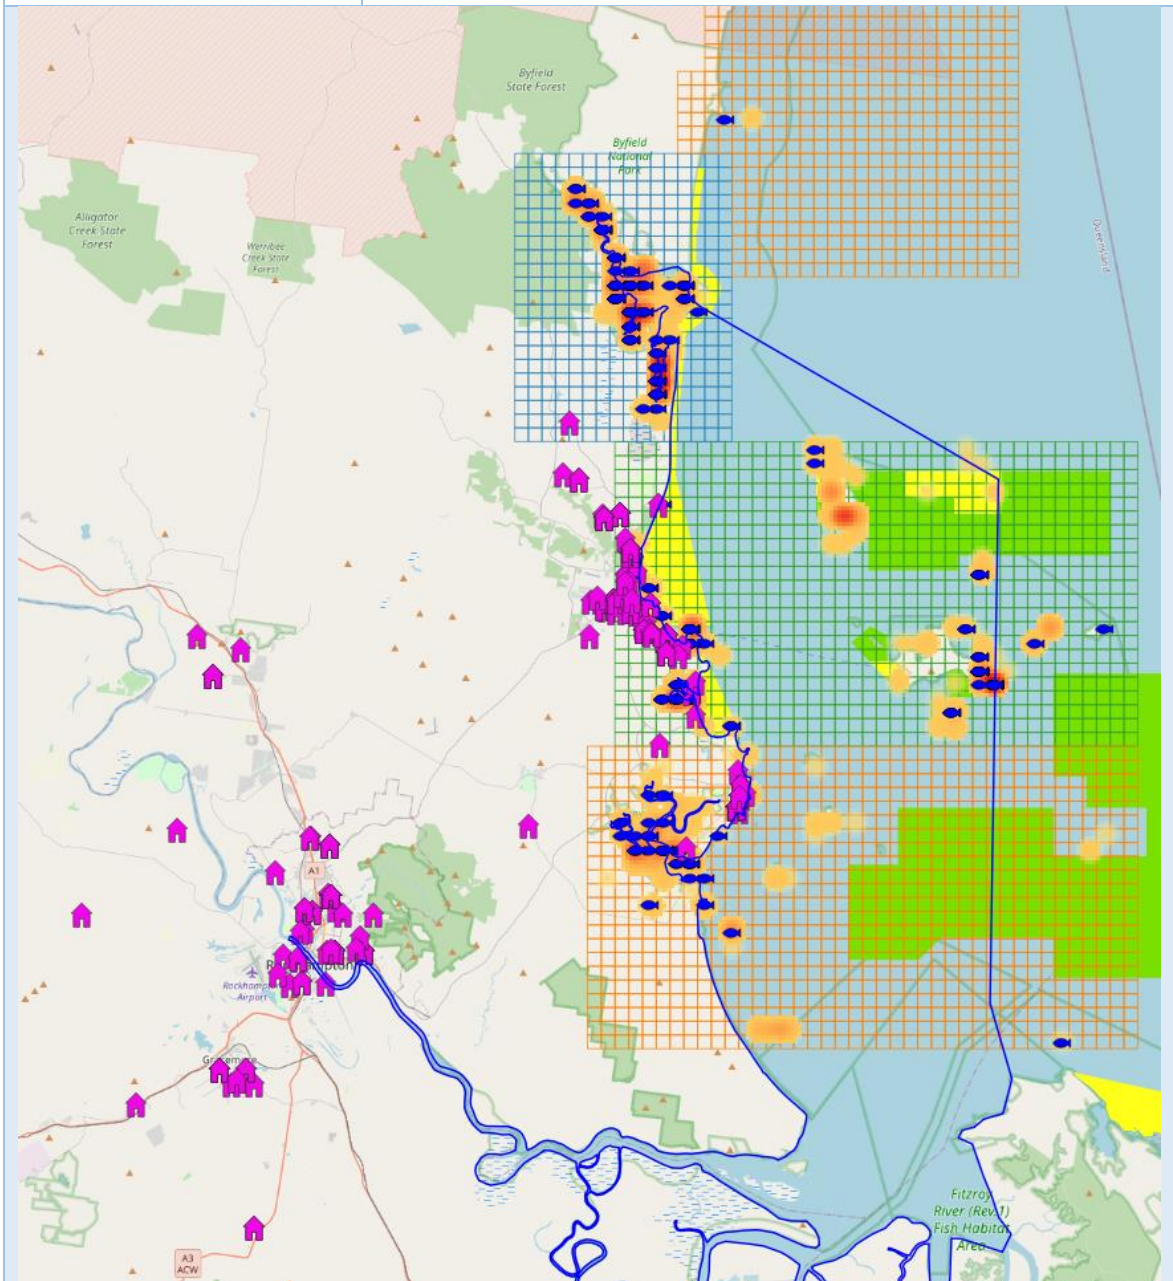 Byfield
State Forest
Byfield
National
Park
Alligator
Creek State
Forest
Werribee
Creek State
Forest
Queensland
A1
Rockhampton
Airport
A3
ACW
Fitzroy
River (Rev 1)
Fish Habitat
Area